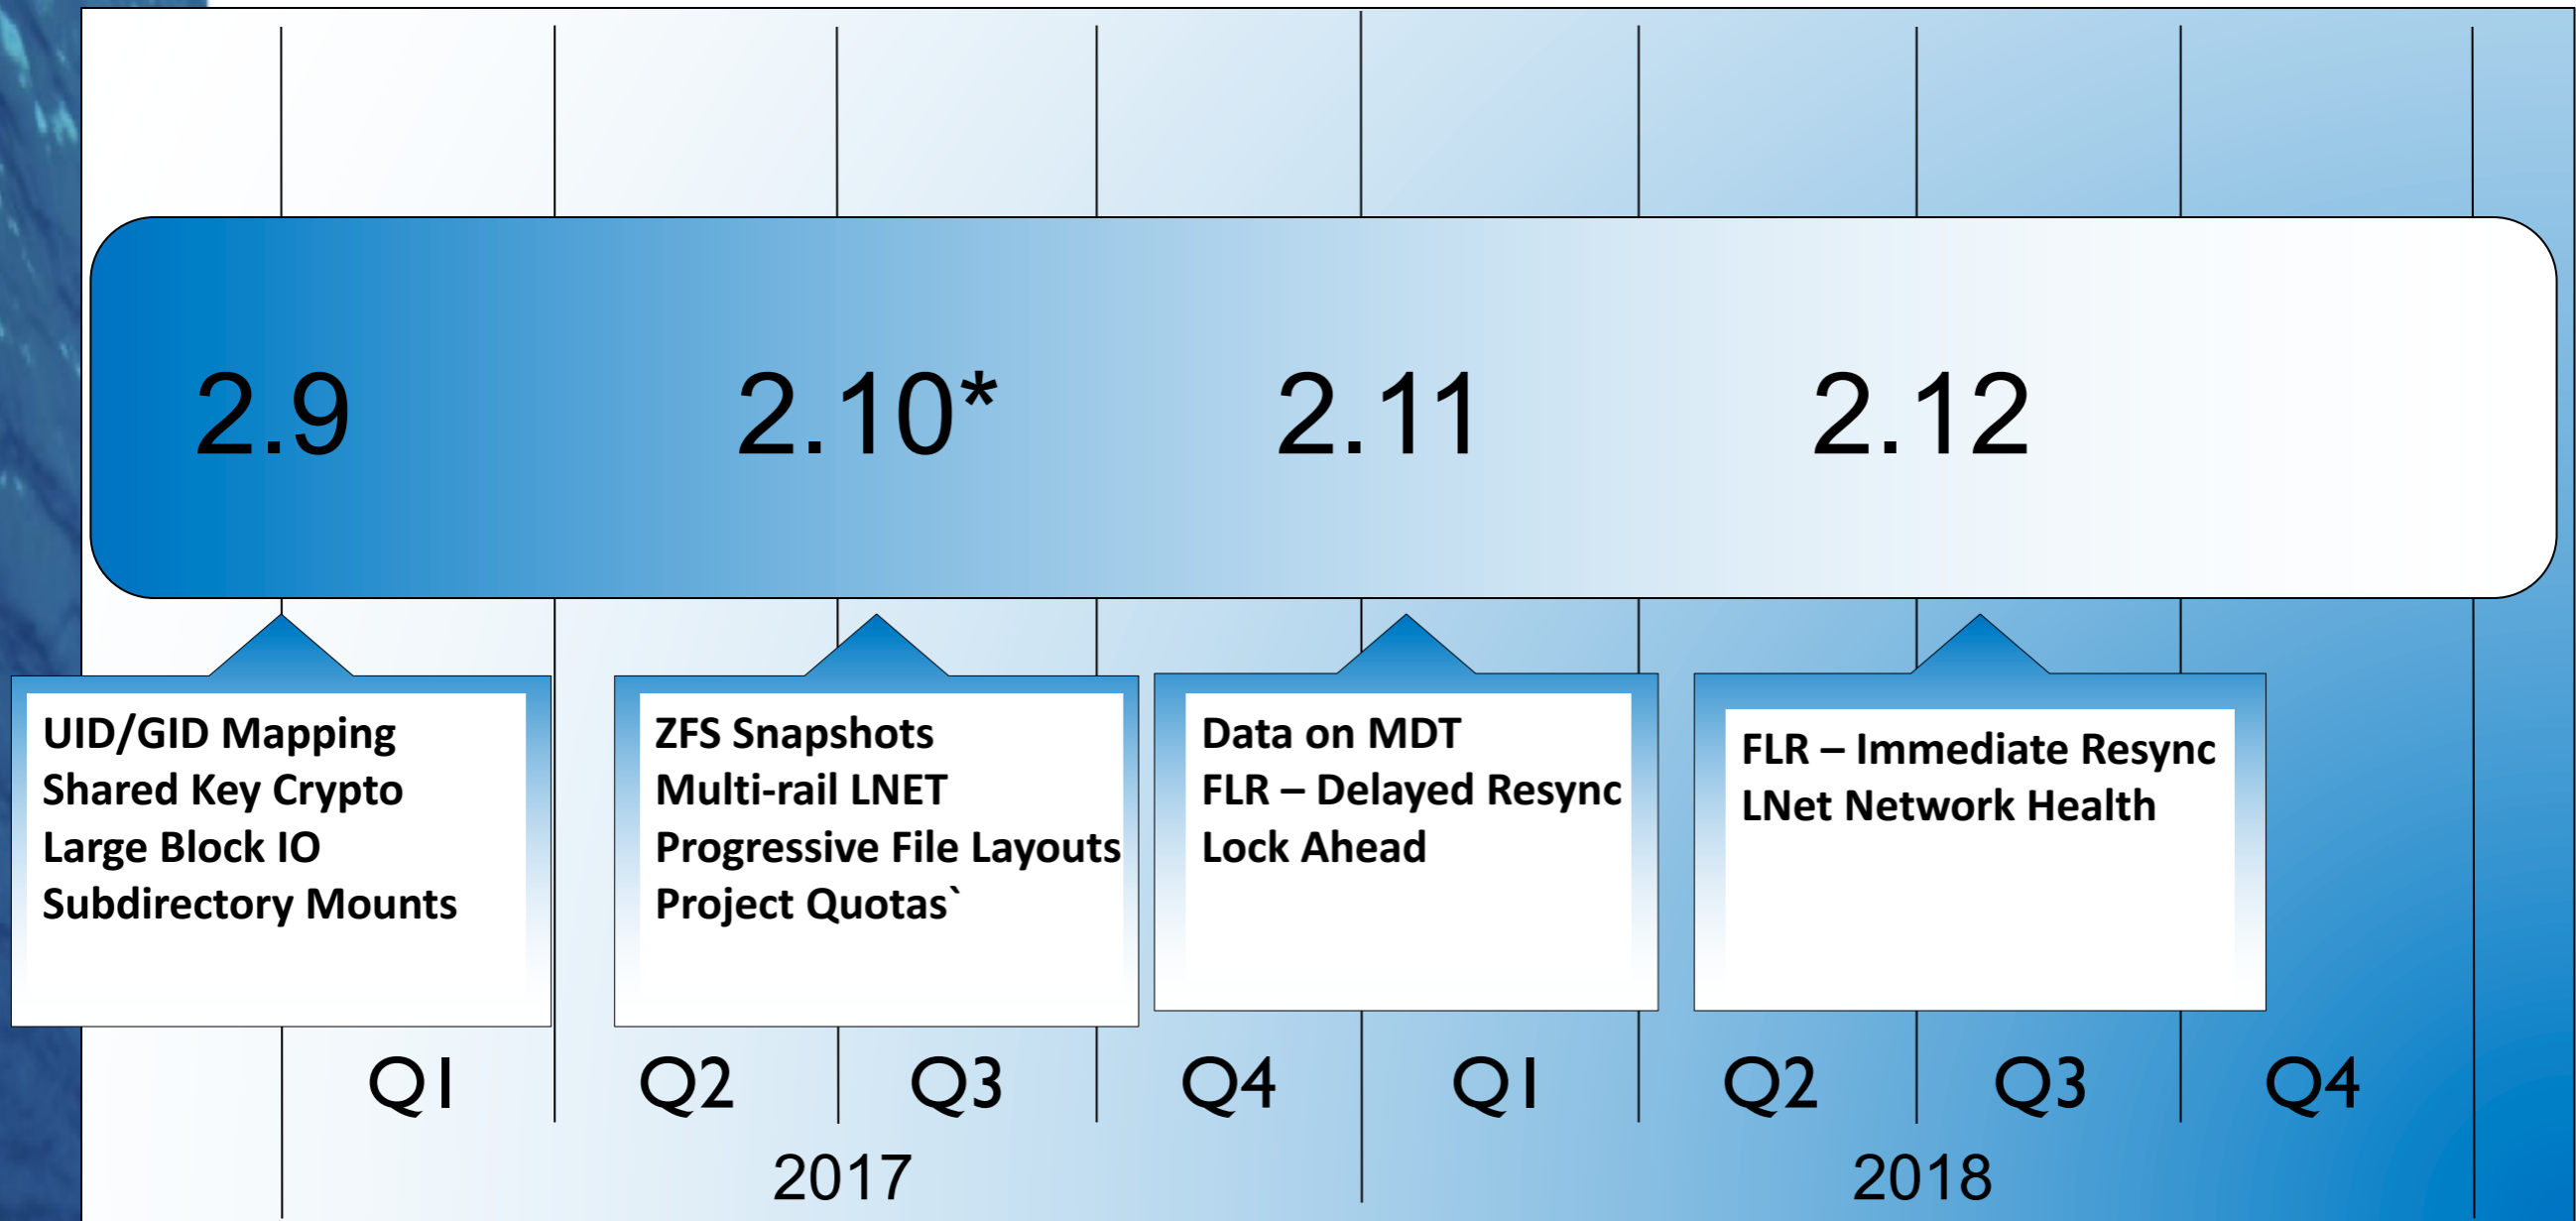 2.9
2.10*
2.11
2.12
UID/GID Mapping
Shared Key Crypto
Large Block IO
Subdirectory Mounts
ZFS Snapshots
Multi-rail LNET
Progressive File Layouts
Project Quotas`
Data on MDT
FLR – Delayed Resync
Lock Ahead
FLR – Immediate Resync
LNet Network Health
Q1
Q2
Q3
Q4
Q1
Q2
Q3
Q4
2017
2018